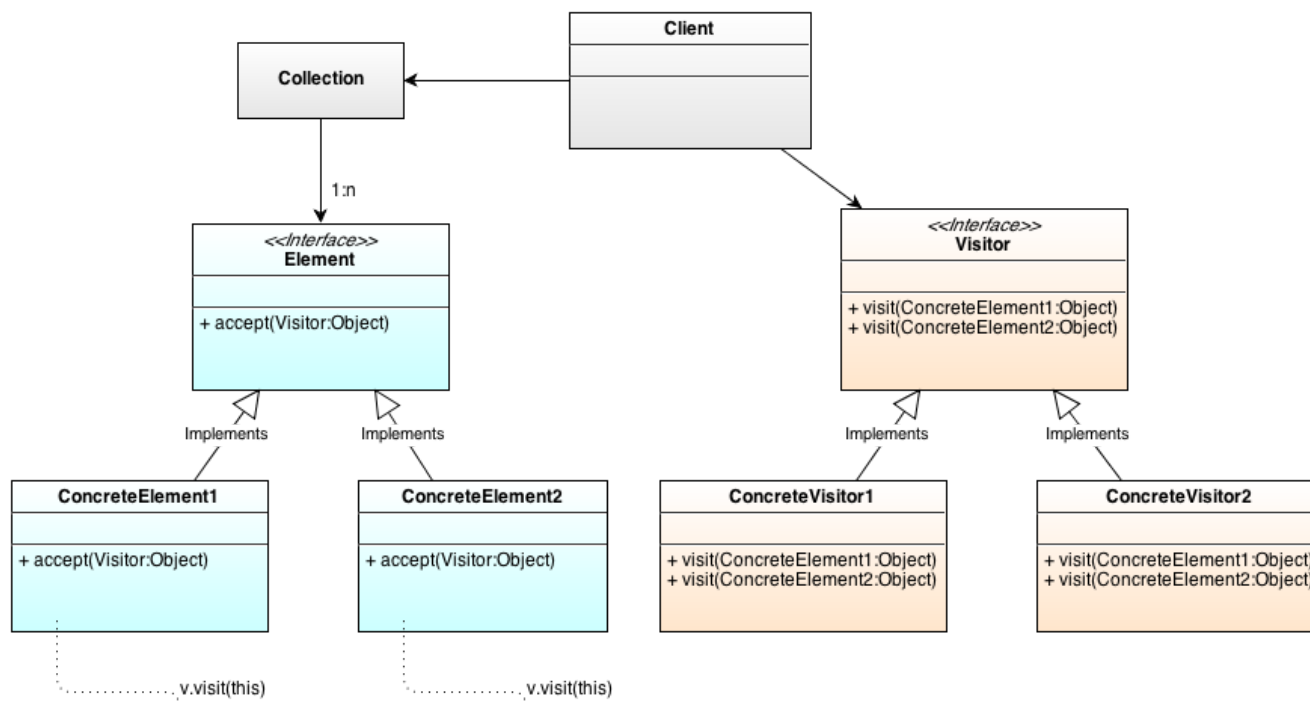 Client
Collection
1:n
<<Interface>>
Element
+ accept(Visitor:Object)
<<Interface>>
Visitor
+ visit(ConcreteElement1:Object)
+ visit(ConcreteElement2:Object)
Implements
Implements
Implements
Implements
ConcreteElement1
+ accept(Visitor:Object)
ConcreteElement2
+ accept(Visitor:Object)
ConcreteVisitor1
+ visit(ConcreteElement1:Object)
+ visit(ConcreteElement2:Object)
ConcreteVisitor2
+ visit(ConcreteElement1:Object)
+ visit(ConcreteElement2:Object)
v.visit(this)
v.visit(this)